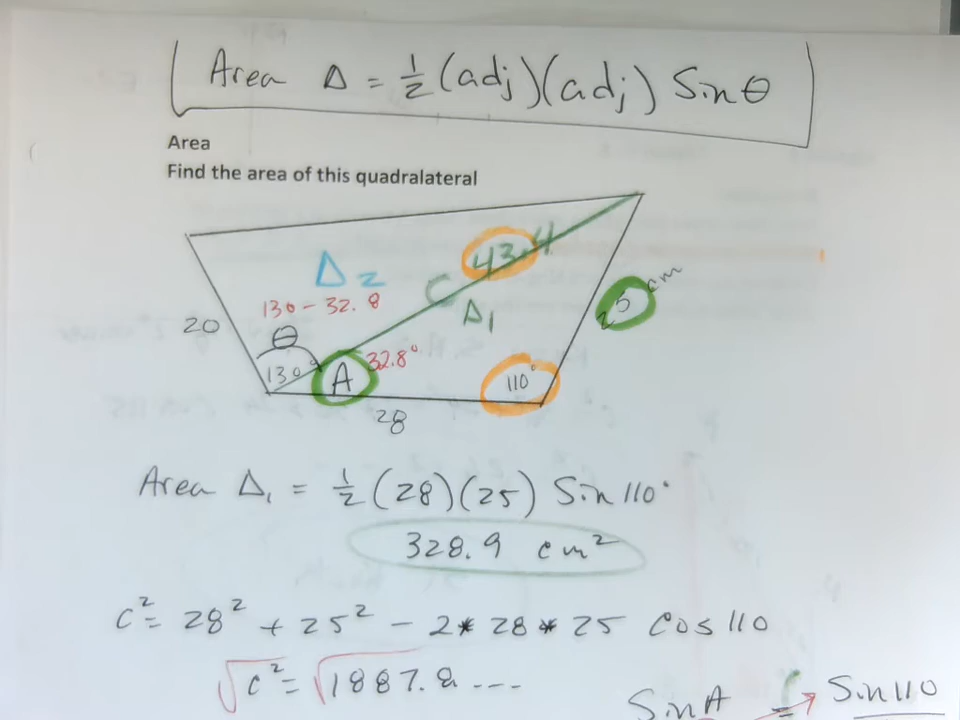 Area Δ = ½ (adj)(adj) Sin θ
Area
Find the area of this quadralateral
43.4
Δ2
C
25 cm
130 - 32.8
Δ1
20
θ
32.8°
130°
A
110°
28
Area Δ₁ = ½ (28)(25) Sin 110°
328.9 cm²
c² = 28² + 25² - 2*28*25 cos 110
√c² = √1887.8 ---
Sin A = Sin 110